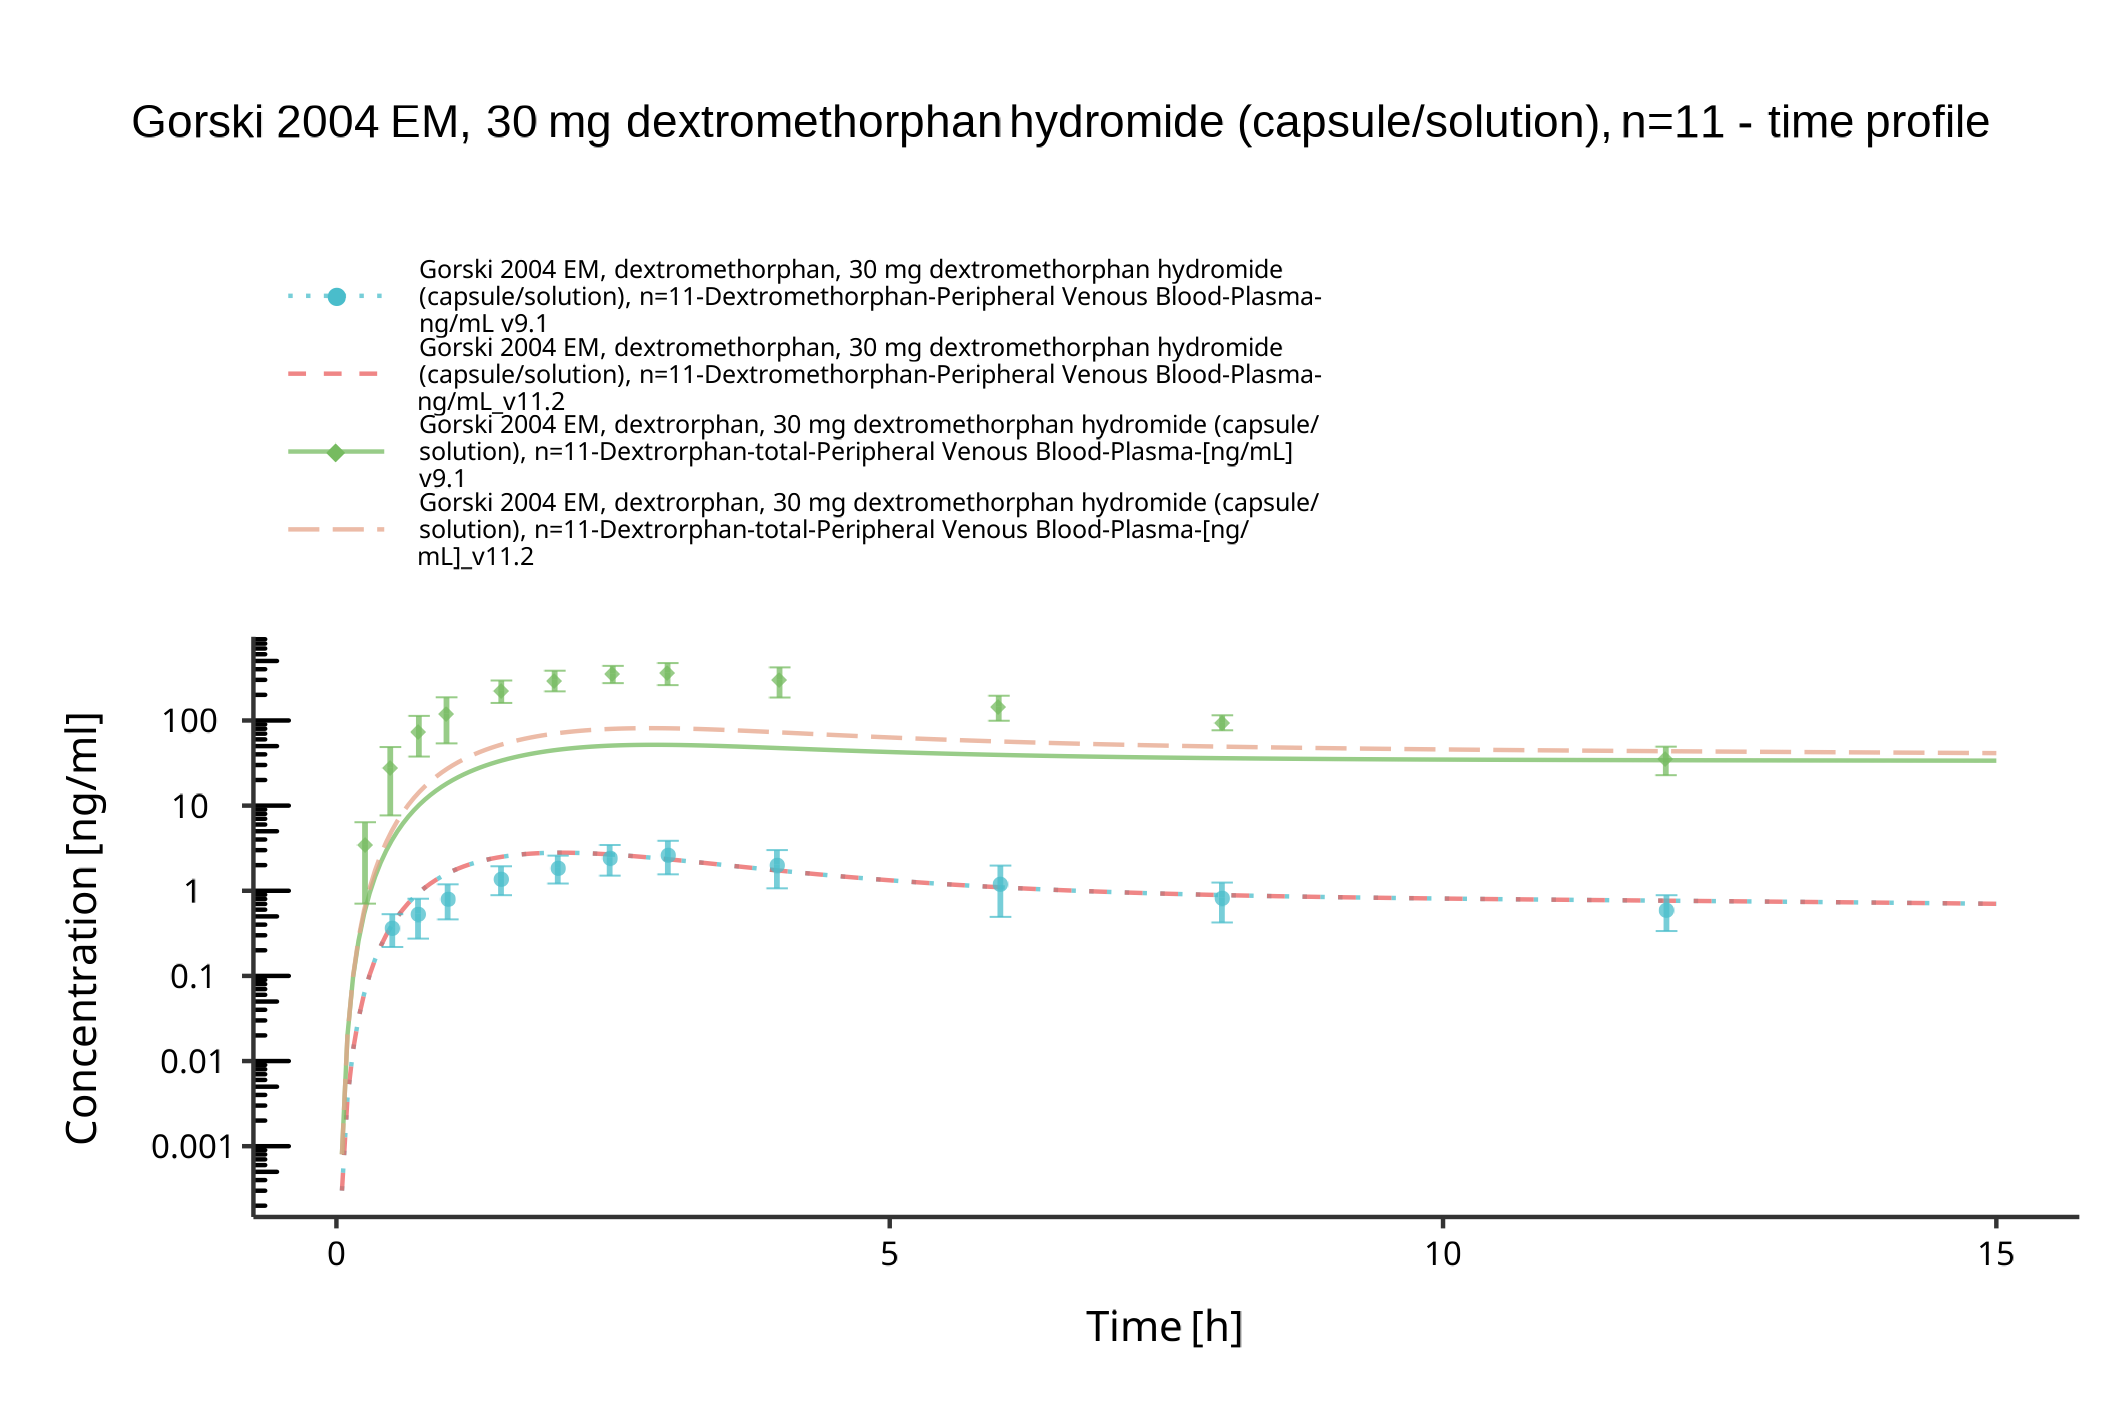 Gorski 2004 EM, 30 mg dextromethorphan hydromide (capsule/solution), n=11 - time profile
Gorski 2004 EM, dextromethorphan, 30 mg dextromethorphan hydromide
(capsule/solution), n=11-Dextromethorphan-Peripheral Venous Blood-Plasma-
ng/mL v9.1
Gorski 2004 EM, dextromethorphan, 30 mg dextromethorphan hydromide
(capsule/solution), n=11-Dextromethorphan-Peripheral Venous Blood-Plasma-
ng/mL_v11.2
Gorski 2004 EM, dextrorphan, 30 mg dextromethorphan hydromide (capsule/
solution), n=11-Dextrorphan-total-Peripheral Venous Blood-Plasma-[ng/mL]
v9.1
Gorski 2004 EM, dextrorphan, 30 mg dextromethorphan hydromide (capsule/
solution), n=11-Dextrorphan-total-Peripheral Venous Blood-Plasma-[ng/
mL]_v11.2
Concentration [ng/ml]
100
10
1
0.1
0.01
0.001
0
5
10
15
Time [h]